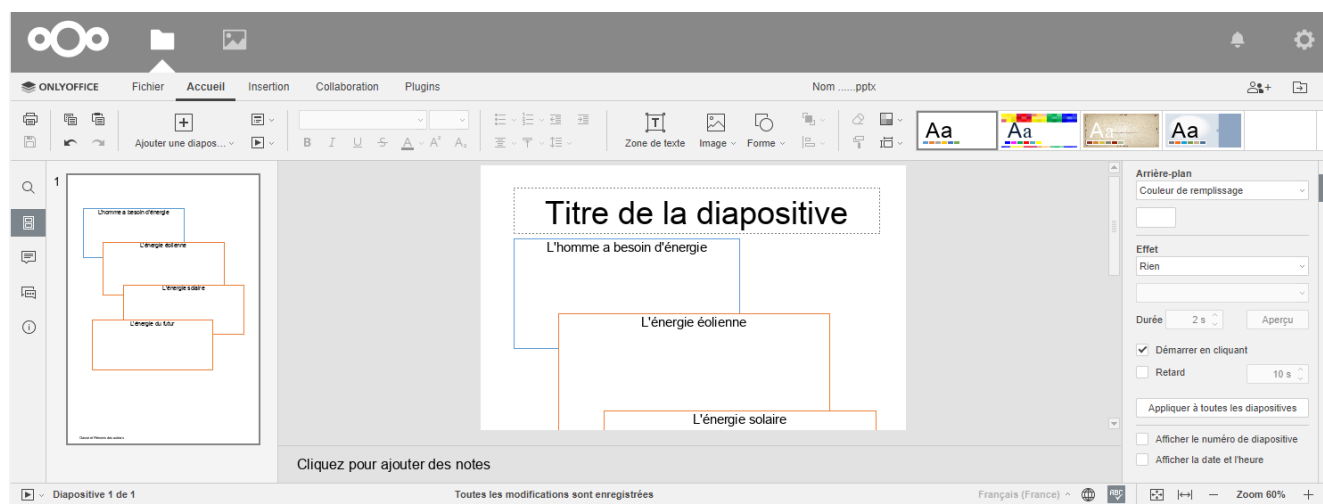 ONLYOFFICE Fichier Accueil Insertion Collaboration Plugins Nom ......pptx
Ajouter une diapos...
B I U S A A² A₂
Zone de texte Image Forme
Aa Aa Aa Aa
1
L'homme a besoin d'énergie
L'énergie éolienne
L'énergie solaire
L'énergie du futur
Titre de la diapositive
L'homme a besoin d'énergie
L'énergie éolienne
L'énergie solaire
Cliquez pour ajouter des notes
Arrière-plan
Couleur de remplissage
Effet
Rien
Durée 2 s Aperçu
Démarrer en cliquant
Retard 10 s
Appliquer à toutes les diapositives
Afficher le numéro de diapositive
Afficher la date et l'heure
Diapositive 1 de 1 Toutes les modifications sont enregistrées Français (France) ABC Zoom 60%